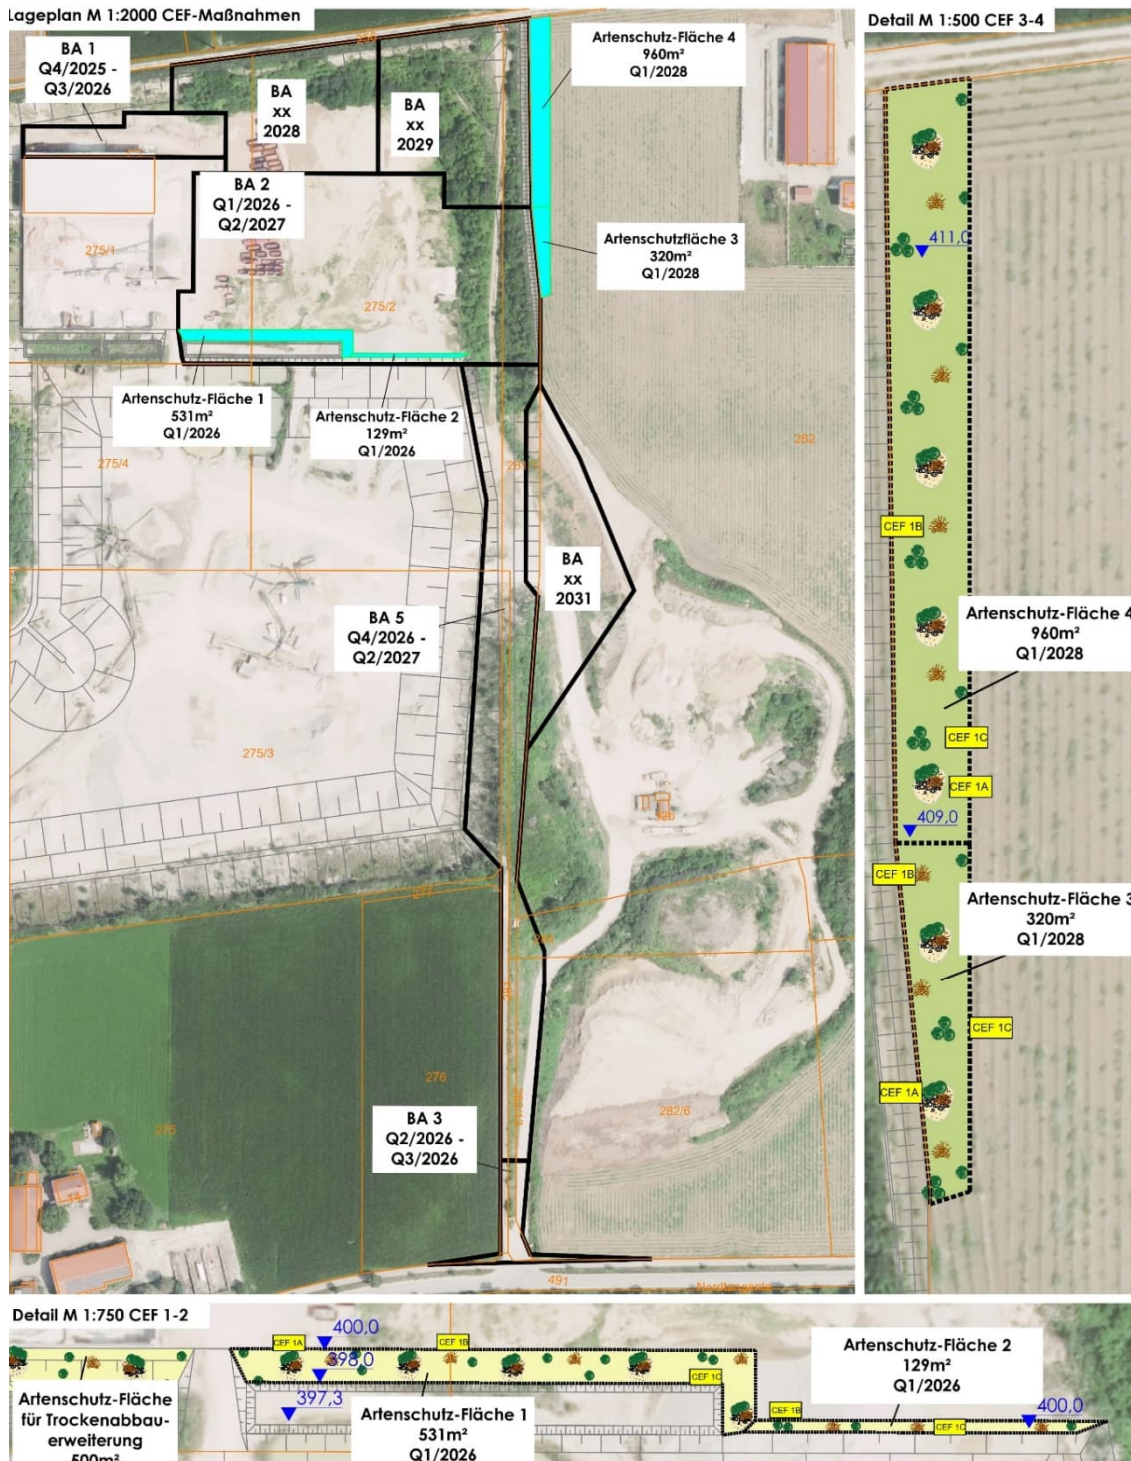 Lageplan M 1:2000 CEF-Maßnahmen
BA 1
Q4/2025 -
Q3/2026
BA
xx
2028
BA
xx
2029
Artenschutz-Fläche 4
960m²
Q1/2028
BA 2
Q1/2026 -
Q2/2027
Artenschutzfläche 3
320m²
Q1/2028
275/1
275/2
Artenschutz-Fläche 1
531m²
Q1/2026
Artenschutz-Fläche 2
129m²
Q1/2026
275/4
282
281
BA
xx
2031
BA 5
Q4/2026 -
Q2/2027
275/3
277
276
275
282/6
BA 3
Q2/2026 -
Q3/2026
491
Detail M 1:500 CEF 3-4
411,0
CEF 1B
Artenschutz-Fläche 4
960m²
Q1/2028
CEF 1C
CEF 1A
409,0
CEF 1B
Artenschutz-Fläche 3
320m²
Q1/2028
CEF 1C
CEF 1A
Detail M 1:750 CEF 1-2
CEF 1A
400,0
CEF 1B
398,0
397,3
CEF 1C
Artenschutz-Fläche
für Trockenabbau-
erweiterung
500m²
Artenschutz-Fläche 1
531m²
Q1/2026
Artenschutz-Fläche 2
129m²
Q1/2026
CEF 1B
CEF 1C
400,0